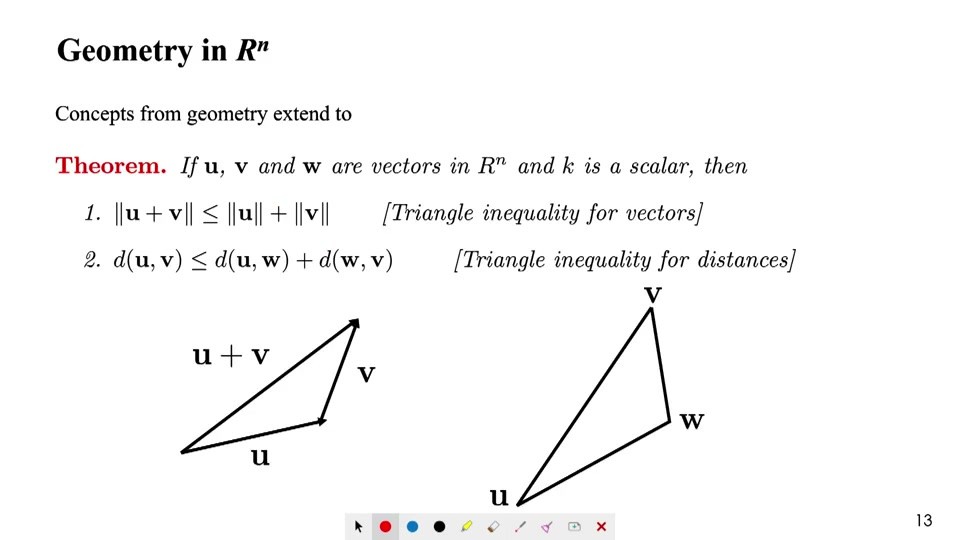 Geometry in Rⁿ
Concepts from geometry extend to
Theorem. If u, v and w are vectors in Rⁿ and k is a scalar, then
1. ‖u + v‖ ≤ ‖u‖ + ‖v‖ [Triangle inequality for vectors]
2. d(u, v) ≤ d(u, w) + d(w, v) [Triangle inequality for distances]
v
u + v
v
w
u
u
13